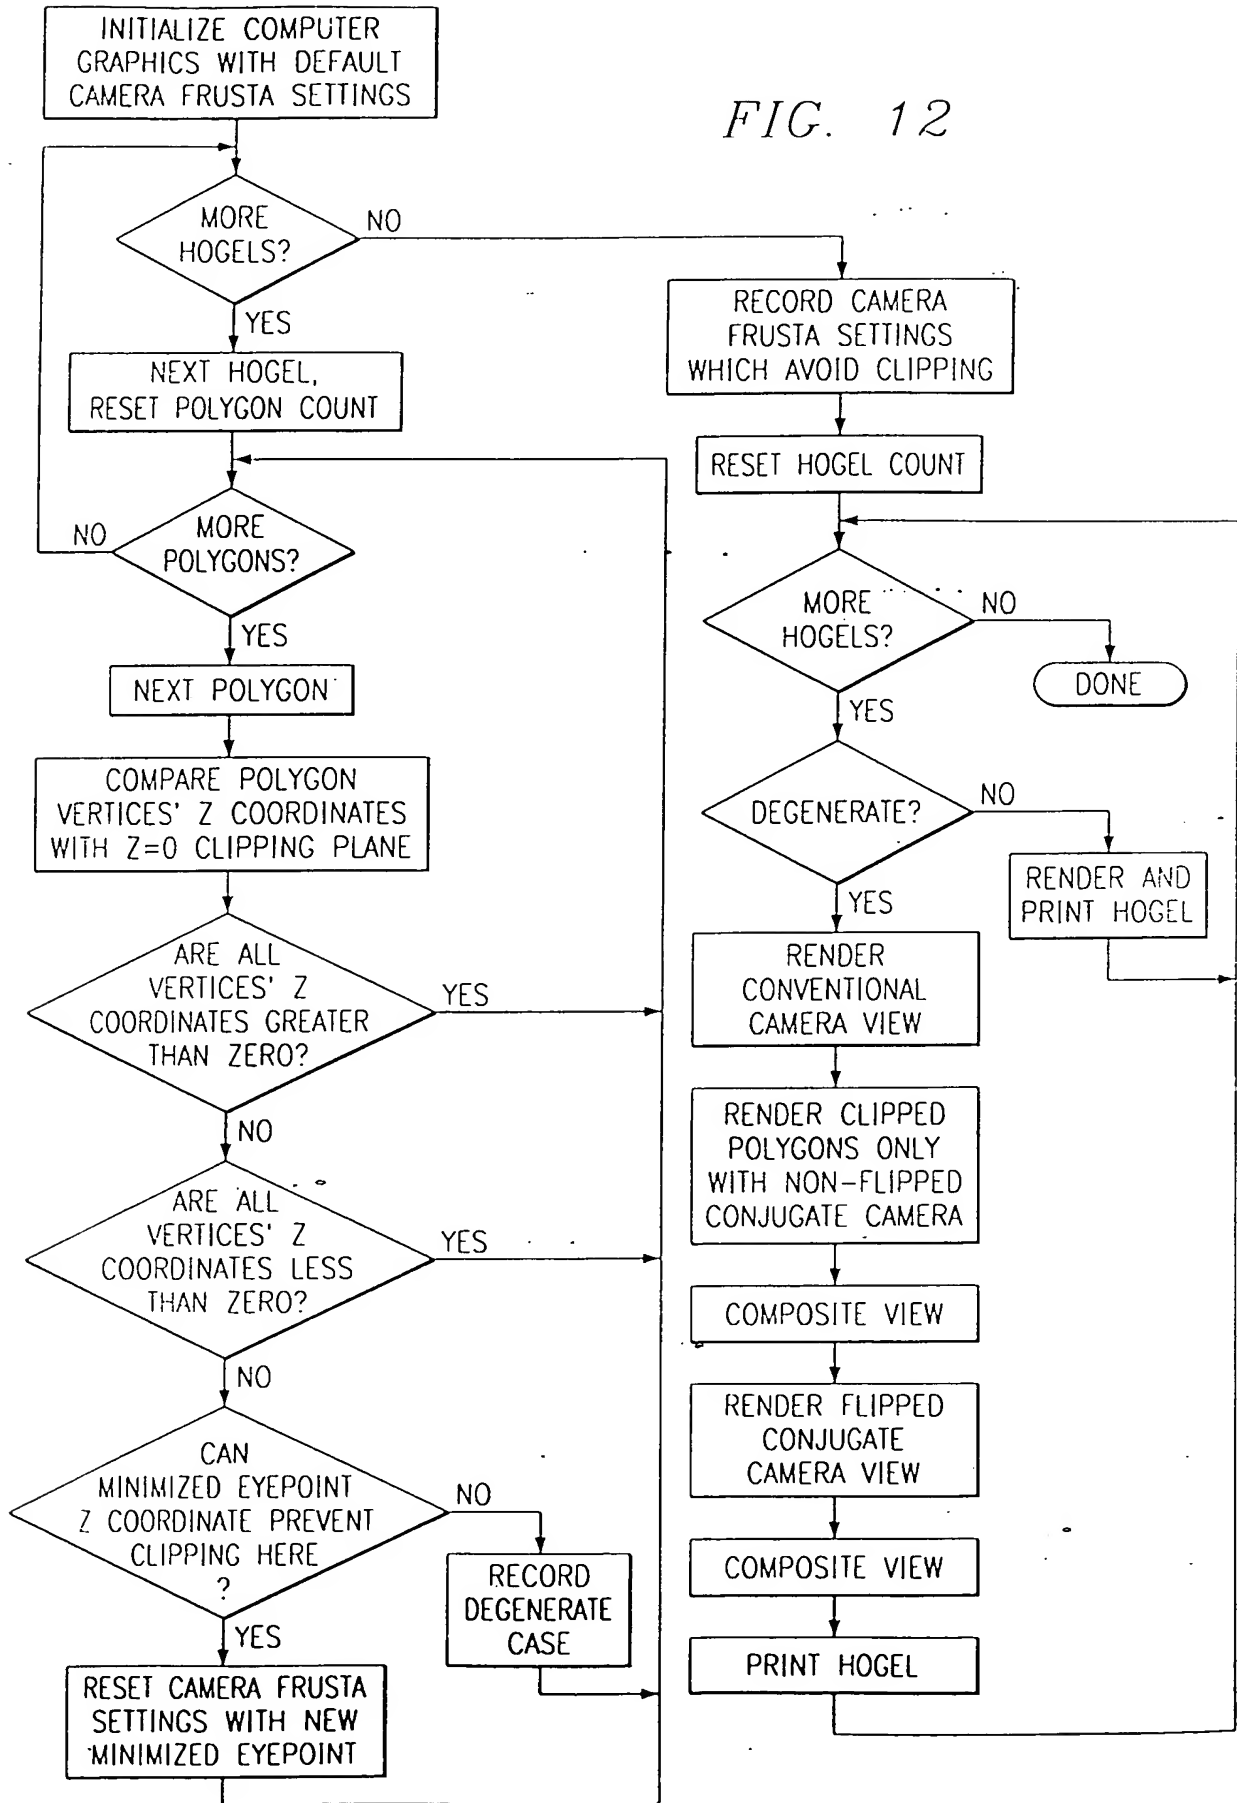 INITIALIZE COMPUTER
GRAPHICS WITH DEFAULT
CAMERA FRUSTA SETTINGS
FIG. 12
MORE
HOGELS?
NO
YES
NEXT HOGEL,
RESET POLYGON COUNT
MORE
POLYGONS?
NO
YES
NEXT POLYGON
COMPARE POLYGON
VERTICES' Z COORDINATES
WITH Z=0 CLIPPING PLANE
ARE ALL
VERTICES' Z
COORDINATES GREATER
THAN ZERO?
YES
NO
ARE ALL
VERTICES' Z
COORDINATES LESS
THAN ZERO?
YES
NO
CAN
MINIMIZED EYEPOINT
Z COORDINATE PREVENT
CLIPPING HERE
?
NO
RECORD
DEGENERATE
CASE
YES
RESET CAMERA FRUSTA
SETTINGS WITH NEW
MINIMIZED EYEPOINT
RECORD CAMERA
FRUSTA SETTINGS
WHICH AVOID CLIPPING
RESET HOGEL COUNT
MORE
HOGELS?
NO
DONE
YES
DEGENERATE?
NO
RENDER AND
PRINT HOGEL
YES
RENDER
CONVENTIONAL
CAMERA VIEW
RENDER CLIPPED
POLYGONS ONLY
WITH NON-FLIPPED
CONJUGATE CAMERA
COMPOSITE VIEW
RENDER FLIPPED
CONJUGATE
CAMERA VIEW
COMPOSITE VIEW
PRINT HOGEL